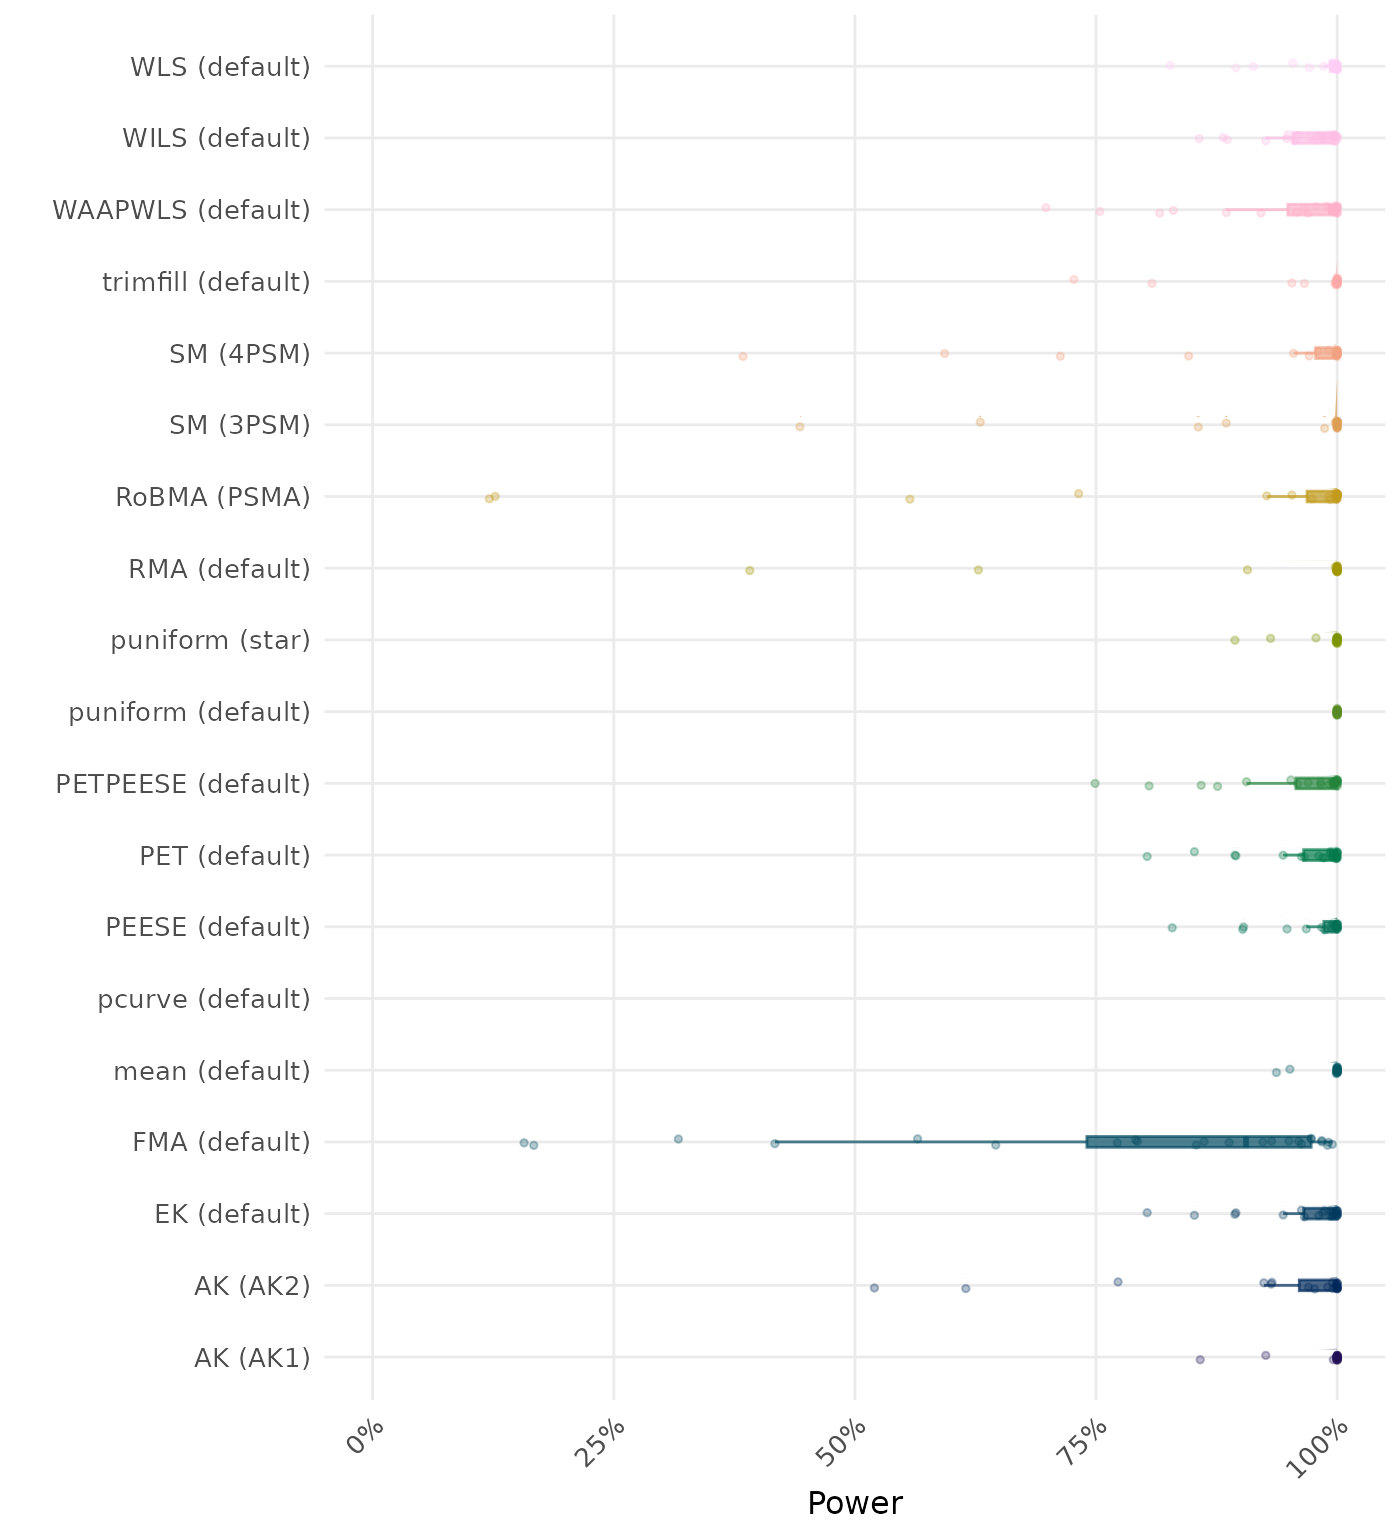 WLS (default)
WILS (default)
WAAPWLS (default)
trimfill (default)
SM (4PSM)
SM (3PSM)
RoBMA (PSMA)
RMA (default)
puniform (star)
puniform (default)
PETPEESE (default)
PET (default)
PEESE (default)
pcurve (default)
mean (default)
FMA (default)
EK (default)
AK (AK2)
AK (AK1)
0%
25%
50%
75%
100%
Power